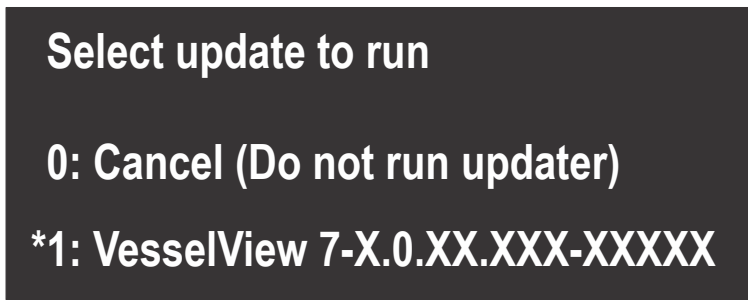 Select update to run
0: Cancel (Do not run updater)
*1: VesselView 7-X.0.XX.XXX-XXXXX